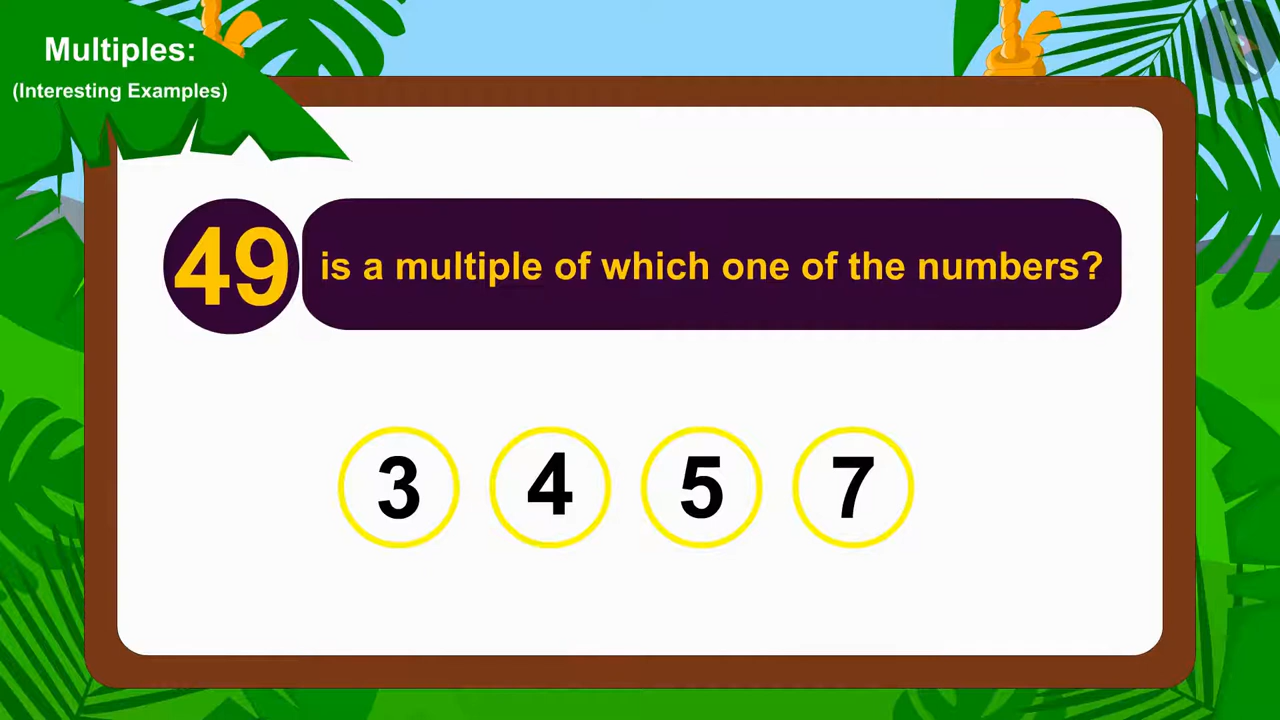 Multiples:
(Interesting Examples)
49 is a multiple of which one of the numbers?
3 4 5 7